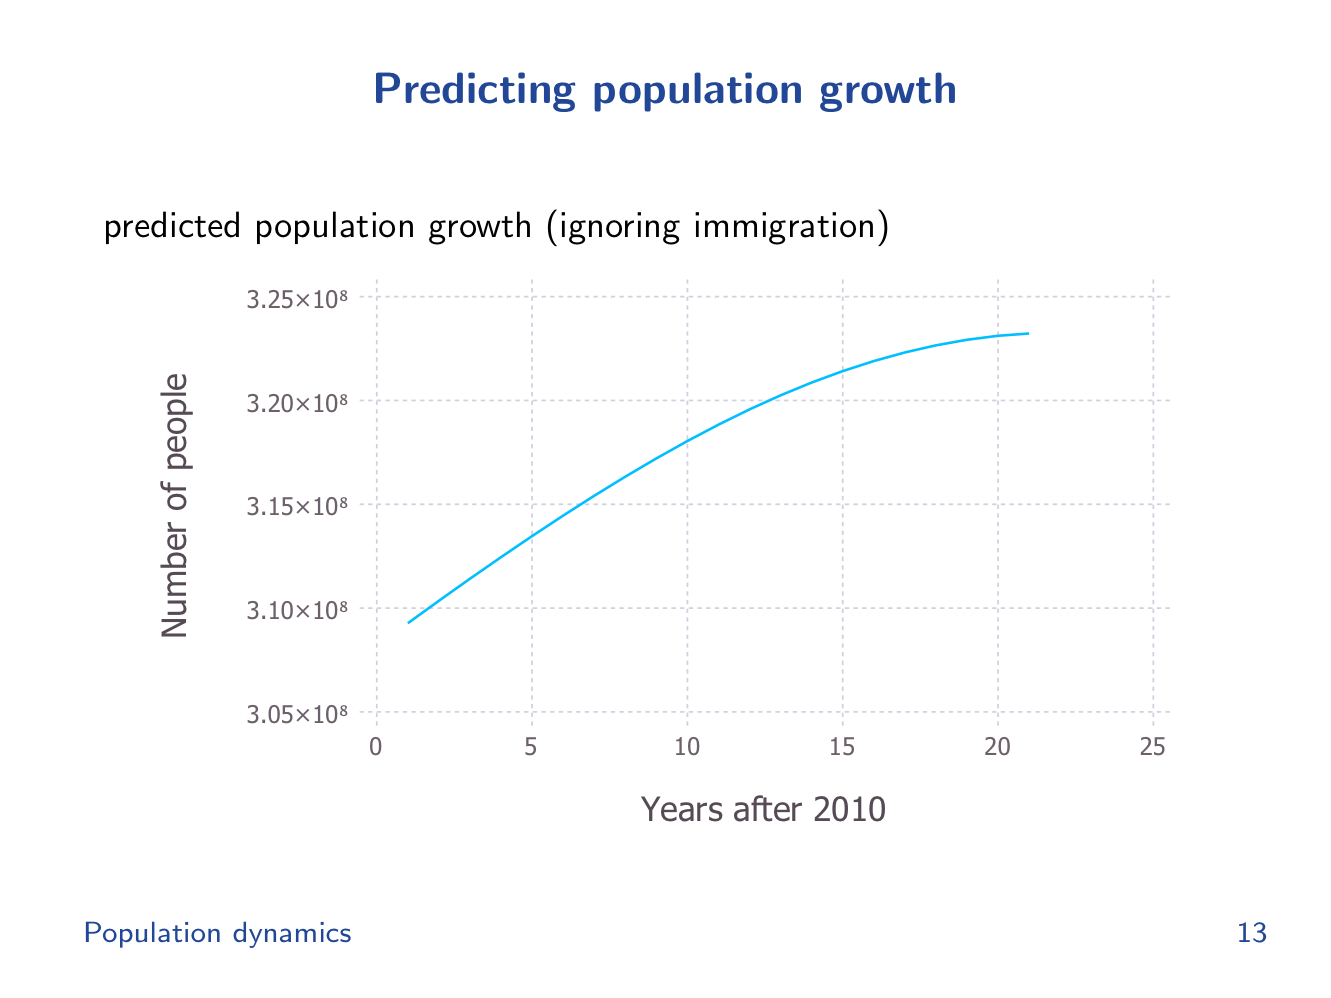 Predicting population growth
predicted population growth (ignoring immigration)
3.25×10⁸
3.20×10⁸
3.15×10⁸
3.10×10⁸
3.05×10⁸
Number of people
0 5 10 15 20 25
Years after 2010
Population dynamics 13